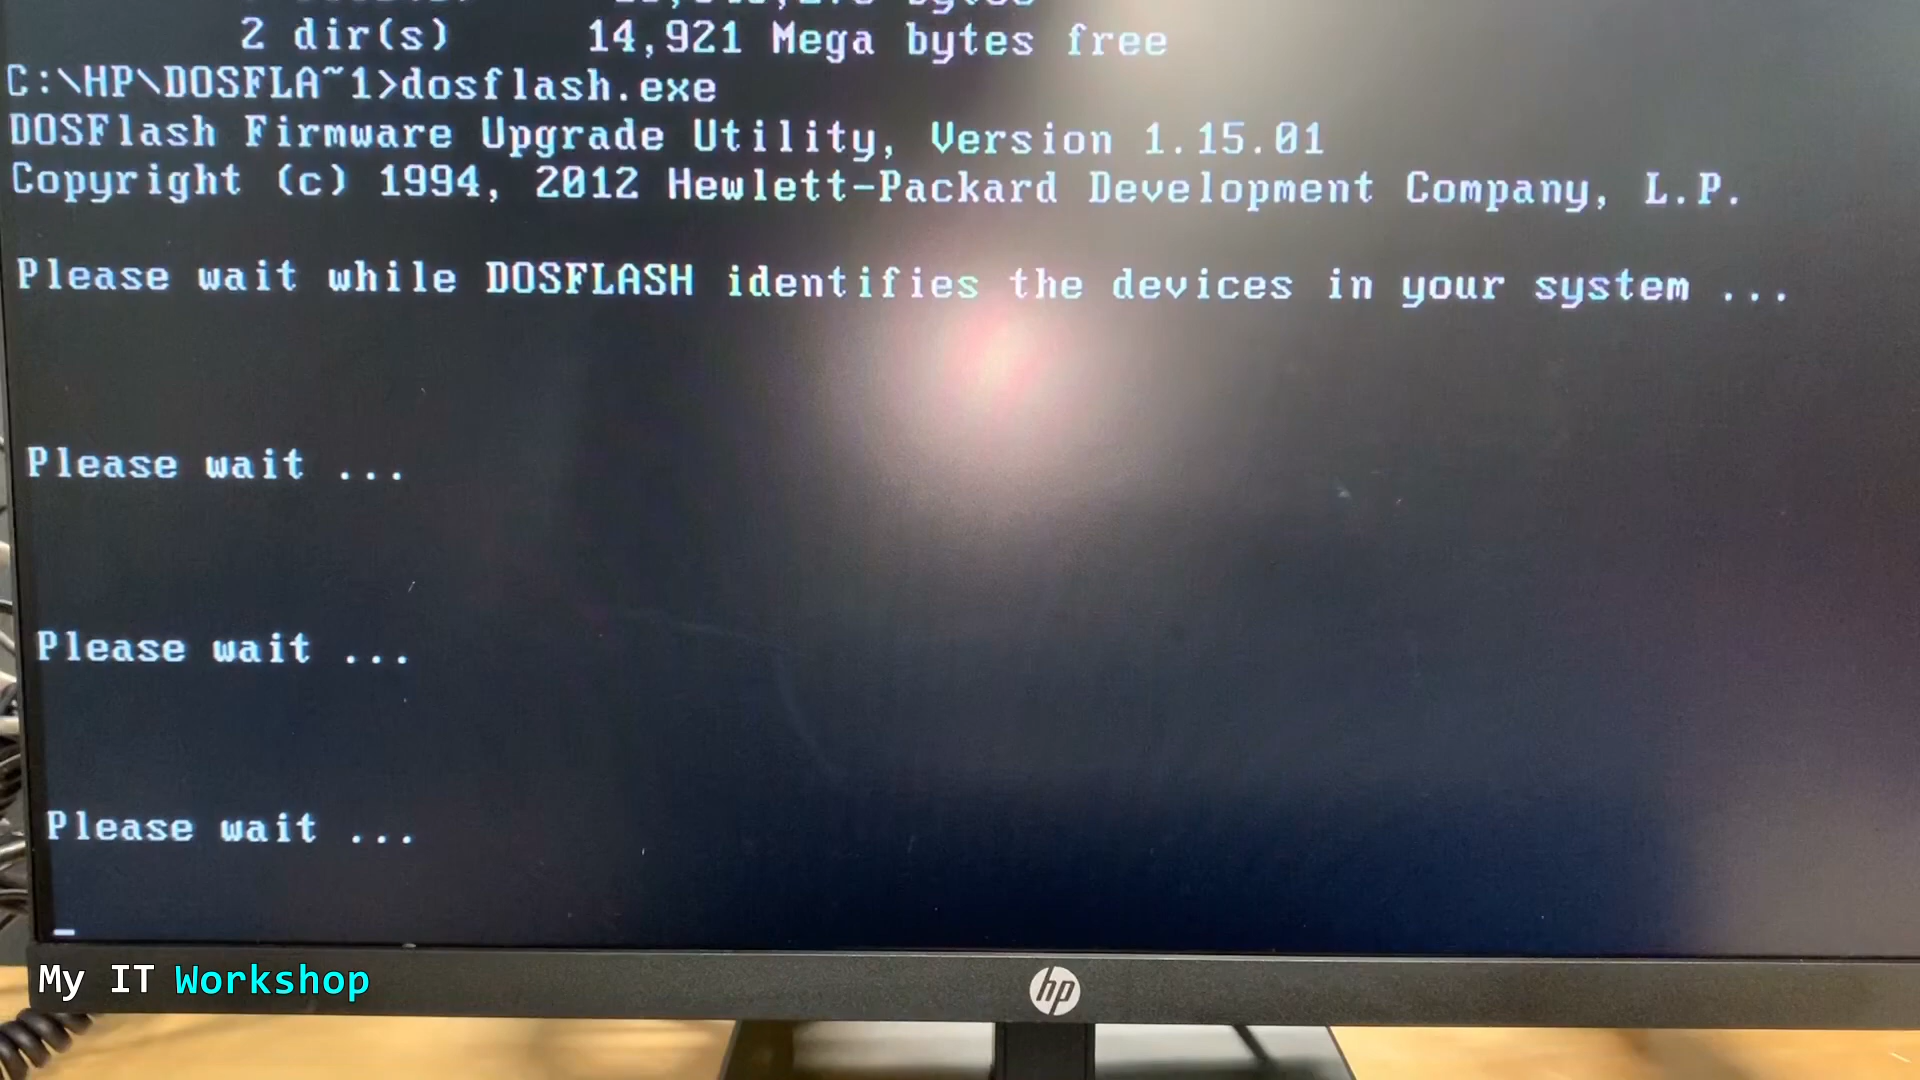 2 dir(s) 14,921 Mega bytes free
C:\HP\DOSFLA~1>dosflash.exe
DOSFlash Firmware Upgrade Utility, Version 1.15.01
Copyright (c) 1994, 2012 Hewlett-Packard Development Company, L.P.
Please wait while DOSFLASH identifies the devices in your system ...
Please wait ...
Please wait ...
Please wait ...
_
My IT Workshop
hp